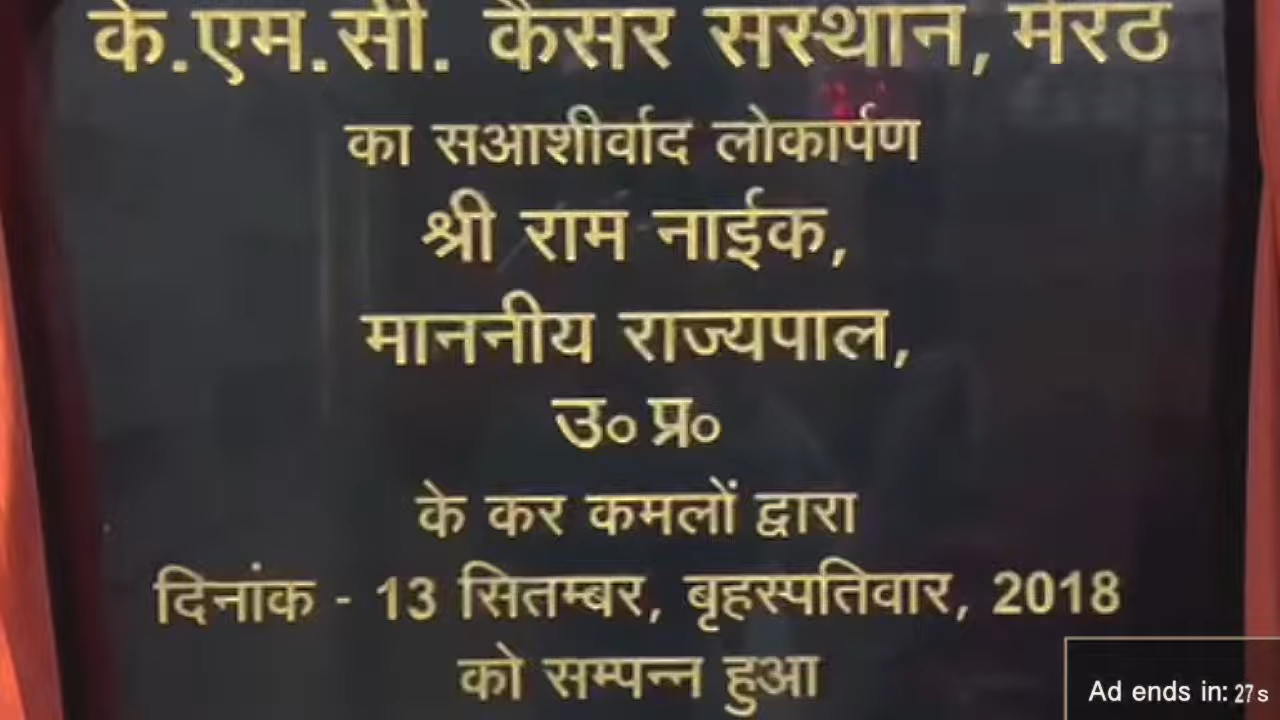 के.एम.सी. कैंसर संस्थान, मेरठ
का सआशीर्वाद लोकार्पण
श्री राम नाईक,
माननीय राज्यपाल,
उ० प्र०
के कर कमलों द्वारा
दिनांक - 13 सितम्बर, बृहस्पतिवार, 2018
को सम्पन्न हुआ
Ad ends in: 27s